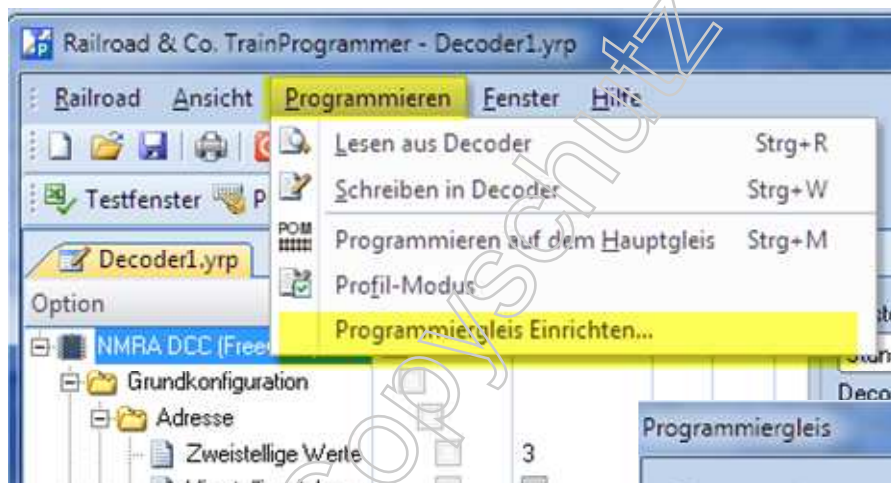 Railroad & Co. TrainProgrammer - Decoder1.yrp
Railroad Ansicht Programmieren Fenster Hilfe
Lesen aus Decoder Strg+R
Schreiben in Decoder Strg+W
Testfenster P
POM
Programmieren auf dem Hauptgleis Strg+M
Decoder1.yrp
Profil-Modus
Option
Programmiergleis Einrichten...
NMRA DCC
Grundkonfiguration
Deco
Adresse
Programmiergleis
Zweistellige Werte 3
Copyschutz